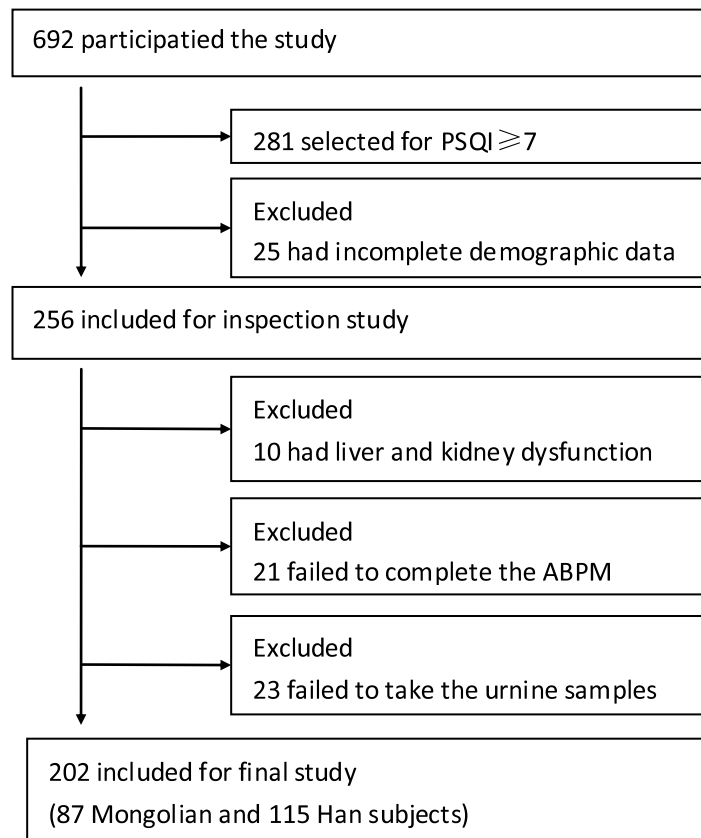 692 participatied the study
281 selected for PSQI⩾7
Excluded
25 had incomplete demographic data
256 included for inspection study
Excluded
10 had liver and kidney dysfunction
Excluded
21 failed to complete the ABPM
Excluded
23 failed to take the urnine samples
202 included for final study
(87 Mongolian and 115 Han subjects)